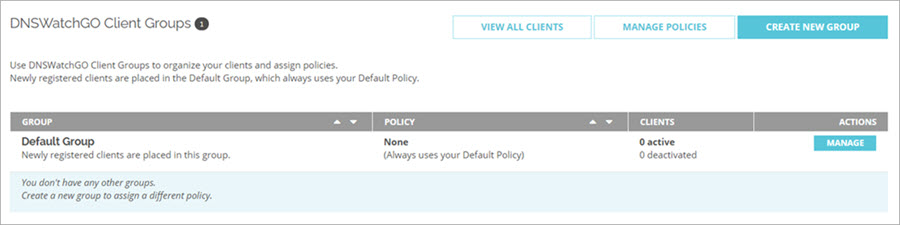 DNSWatchGO Client Groups 1
VIEW ALL CLIENTS
MANAGE POLICIES
CREATE NEW GROUP
Use DNSWatchGO Client Groups to organize your clients and assign policies.
Newly registered clients are placed in the Default Group, which always uses your Default Policy.
GROUP POLICY CLIENTS ACTIONS
Default Group None 0 active MANAGE
Newly registered clients are placed in this group. (Always uses your Default Policy) 0 deactivated
You don't have any other groups.
Create a new group to assign a different policy.